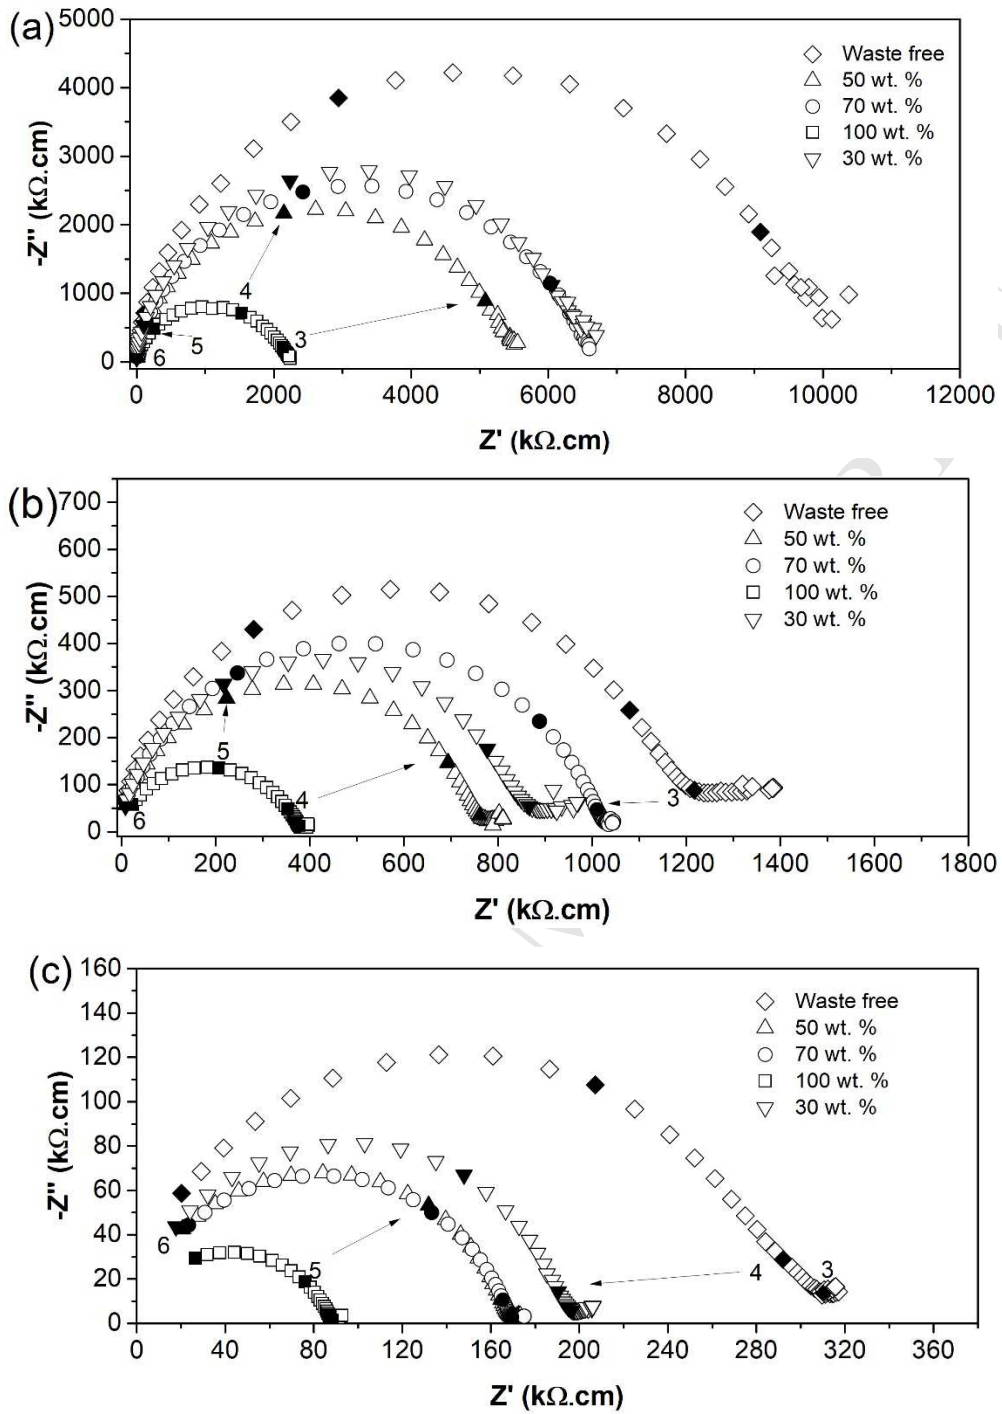 (a)
5000
4000
3000
2000
1000
0
-Z" (kΩ.cm)
Waste free
50 wt. %
70 wt. %
100 wt. %
30 wt. %
4
3
5
6
0 2000 4000 6000 8000 10000 12000
Z' (kΩ.cm)
(b)
700
600
500
400
300
200
100
0
-Z" (kΩ.cm)
Waste free
50 wt. %
70 wt. %
100 wt. %
30 wt. %
5
4
3
6
0 200 400 600 800 1000 1200 1400 1600 1800
Z' (kΩ.cm)
(c)
160
140
120
100
80
60
40
20
0
-Z" (kΩ.cm)
Waste free
50 wt. %
70 wt. %
100 wt. %
30 wt. %
6
5
4
3
0 40 80 120 160 200 240 280 320 360
Z' (kΩ.cm)